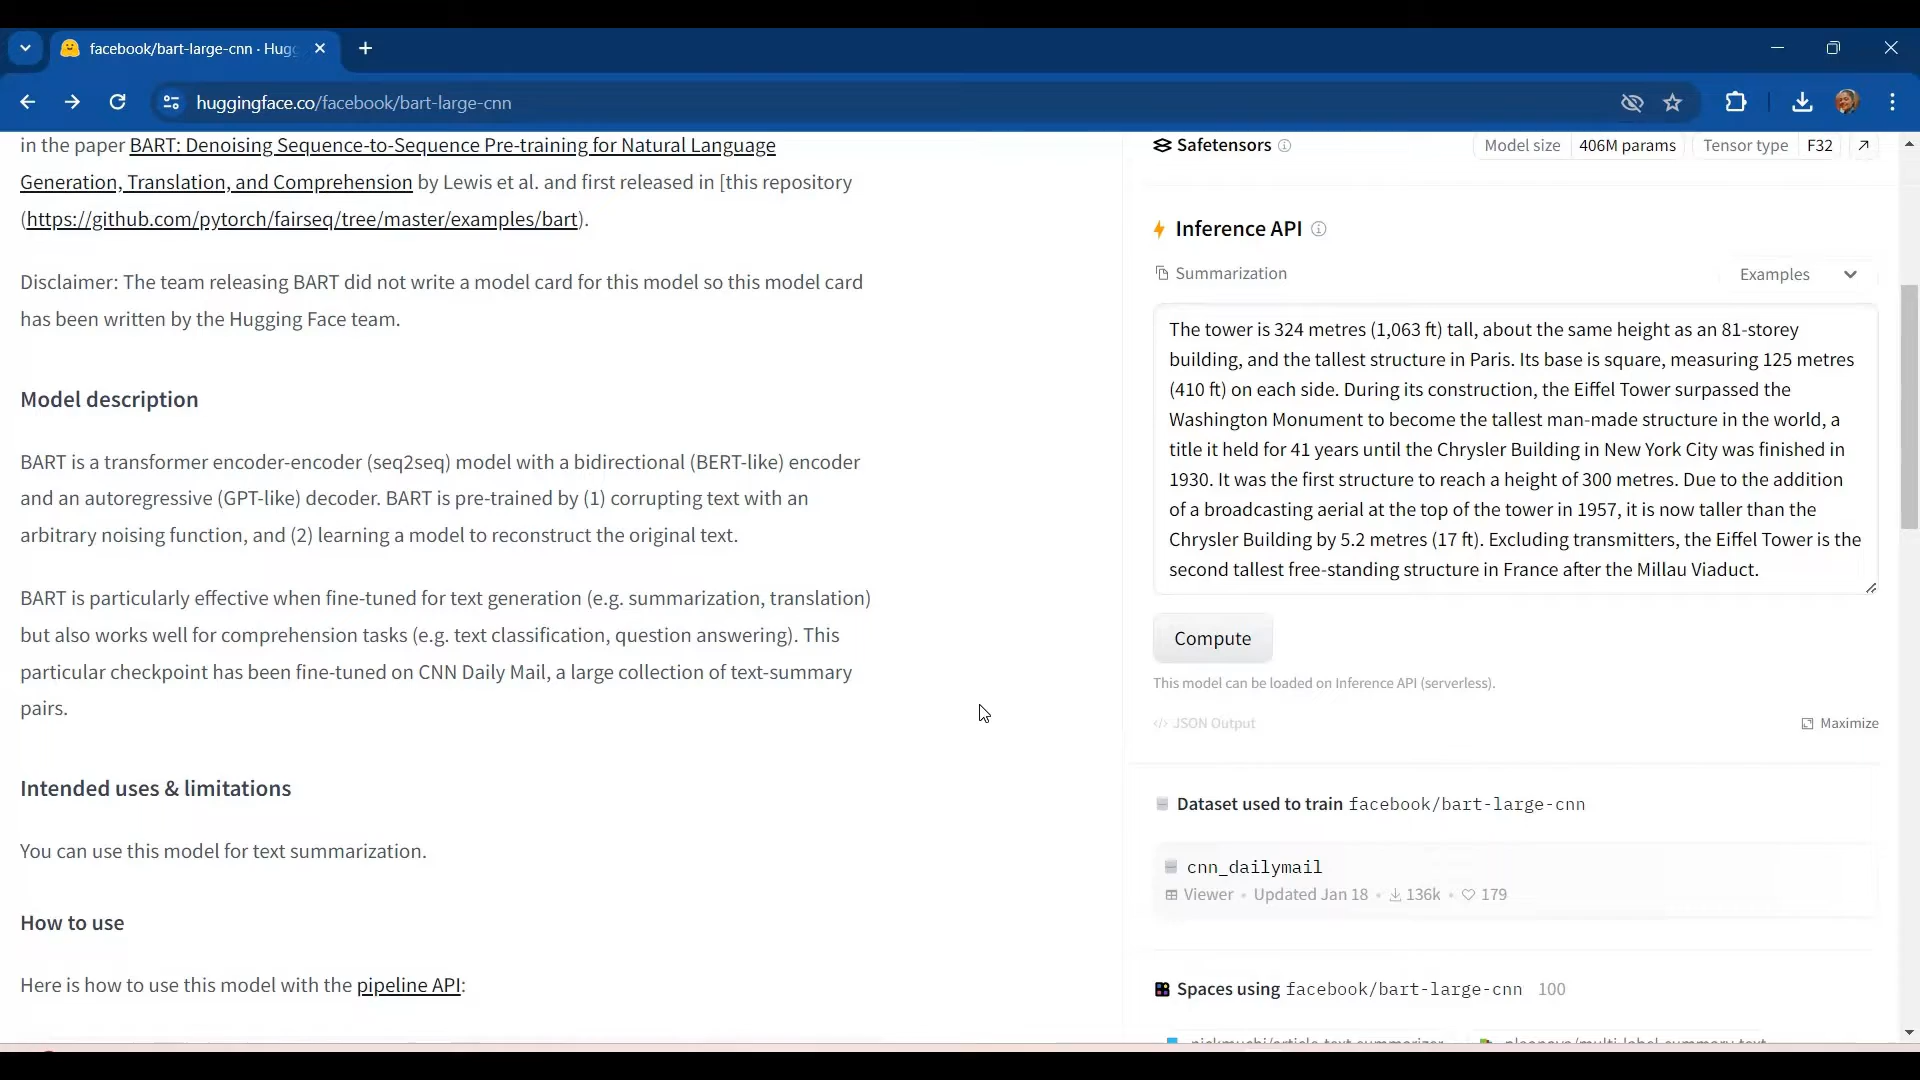 facebook/bart-large-cnn · Hugg
huggingface.co/facebook/bart-large-cnn
in the paper BART: Denoising Sequence-to-Sequence Pre-training for Natural Language
Generation, Translation, and Comprehension by Lewis et al. and first released in [this repository
(https://github.com/pytorch/fairseq/tree/master/examples/bart).
Disclaimer: The team releasing BART did not write a model card for this model so this model card
has been written by the Hugging Face team.
Model description
BART is a transformer encoder-encoder (seq2seq) model with a bidirectional (BERT-like) encoder
and an autoregressive (GPT-like) decoder. BART is pre-trained by (1) corrupting text with an
arbitrary noising function, and (2) learning a model to reconstruct the original text.
BART is particularly effective when fine-tuned for text generation (e.g. summarization, translation)
but also works well for comprehension tasks (e.g. text classification, question answering). This
particular checkpoint has been fine-tuned on CNN Daily Mail, a large collection of text-summary
pairs.
Intended uses & limitations
You can use this model for text summarization.
How to use
Here is how to use this model with the pipeline API:
Safetensors Model size 406M params Tensor type F32
Inference API
Summarization Examples
The tower is 324 metres (1,063 ft) tall, about the same height as an 81-storey
building, and the tallest structure in Paris. Its base is square, measuring 125 metres
(410 ft) on each side. During its construction, the Eiffel Tower surpassed the
Washington Monument to become the tallest man-made structure in the world, a
title it held for 41 years until the Chrysler Building in New York City was finished in
1930. It was the first structure to reach a height of 300 metres. Due to the addition
of a broadcasting aerial at the top of the tower in 1957, it is now taller than the
Chrysler Building by 5.2 metres (17 ft). Excluding transmitters, the Eiffel Tower is the
second tallest free-standing structure in France after the Millau Viaduct.
Compute
This model can be loaded on Inference API (serverless).
</> JSON Output Maximize
Dataset used to train facebook/bart-large-cnn
cnn_dailymail
Viewer • Updated Jan 18 • 136k • 179
Spaces using facebook/bart-large-cnn 100